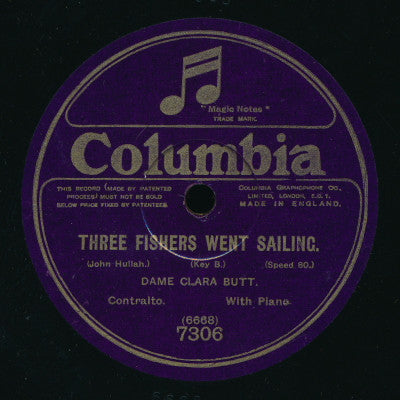 "Magic Notes"
TRADE MARK.
Columbia
THIS RECORD (MADE BY PATENTED
PROCESS) MUST NOT BE SOLD
BELOW PRICE FIXED BY PATENTEES.
COLUMBIA GRAPHOPHONE CO.,
LIMITED, LONDON, E.C.1.
MADE IN ENGLAND.
THREE FISHERS WENT SAILING.
(John Hullah.) (Key B.) (Speed 80.)
DAME CLARA BUTT.
Contralto. With Piano.
(6668)
7306